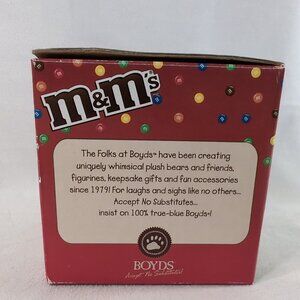 m&m's
The Folks at Boyds™ have been creating
uniquely whimsical plush bears and friends,
figurines, keepsake gifts and fun accessories
since 1979! For laughs and sighs like no others...
Accept No Substitutes...
insist on 100% true-blue Boyds™!
BOYDS
Accept No Substitutes!